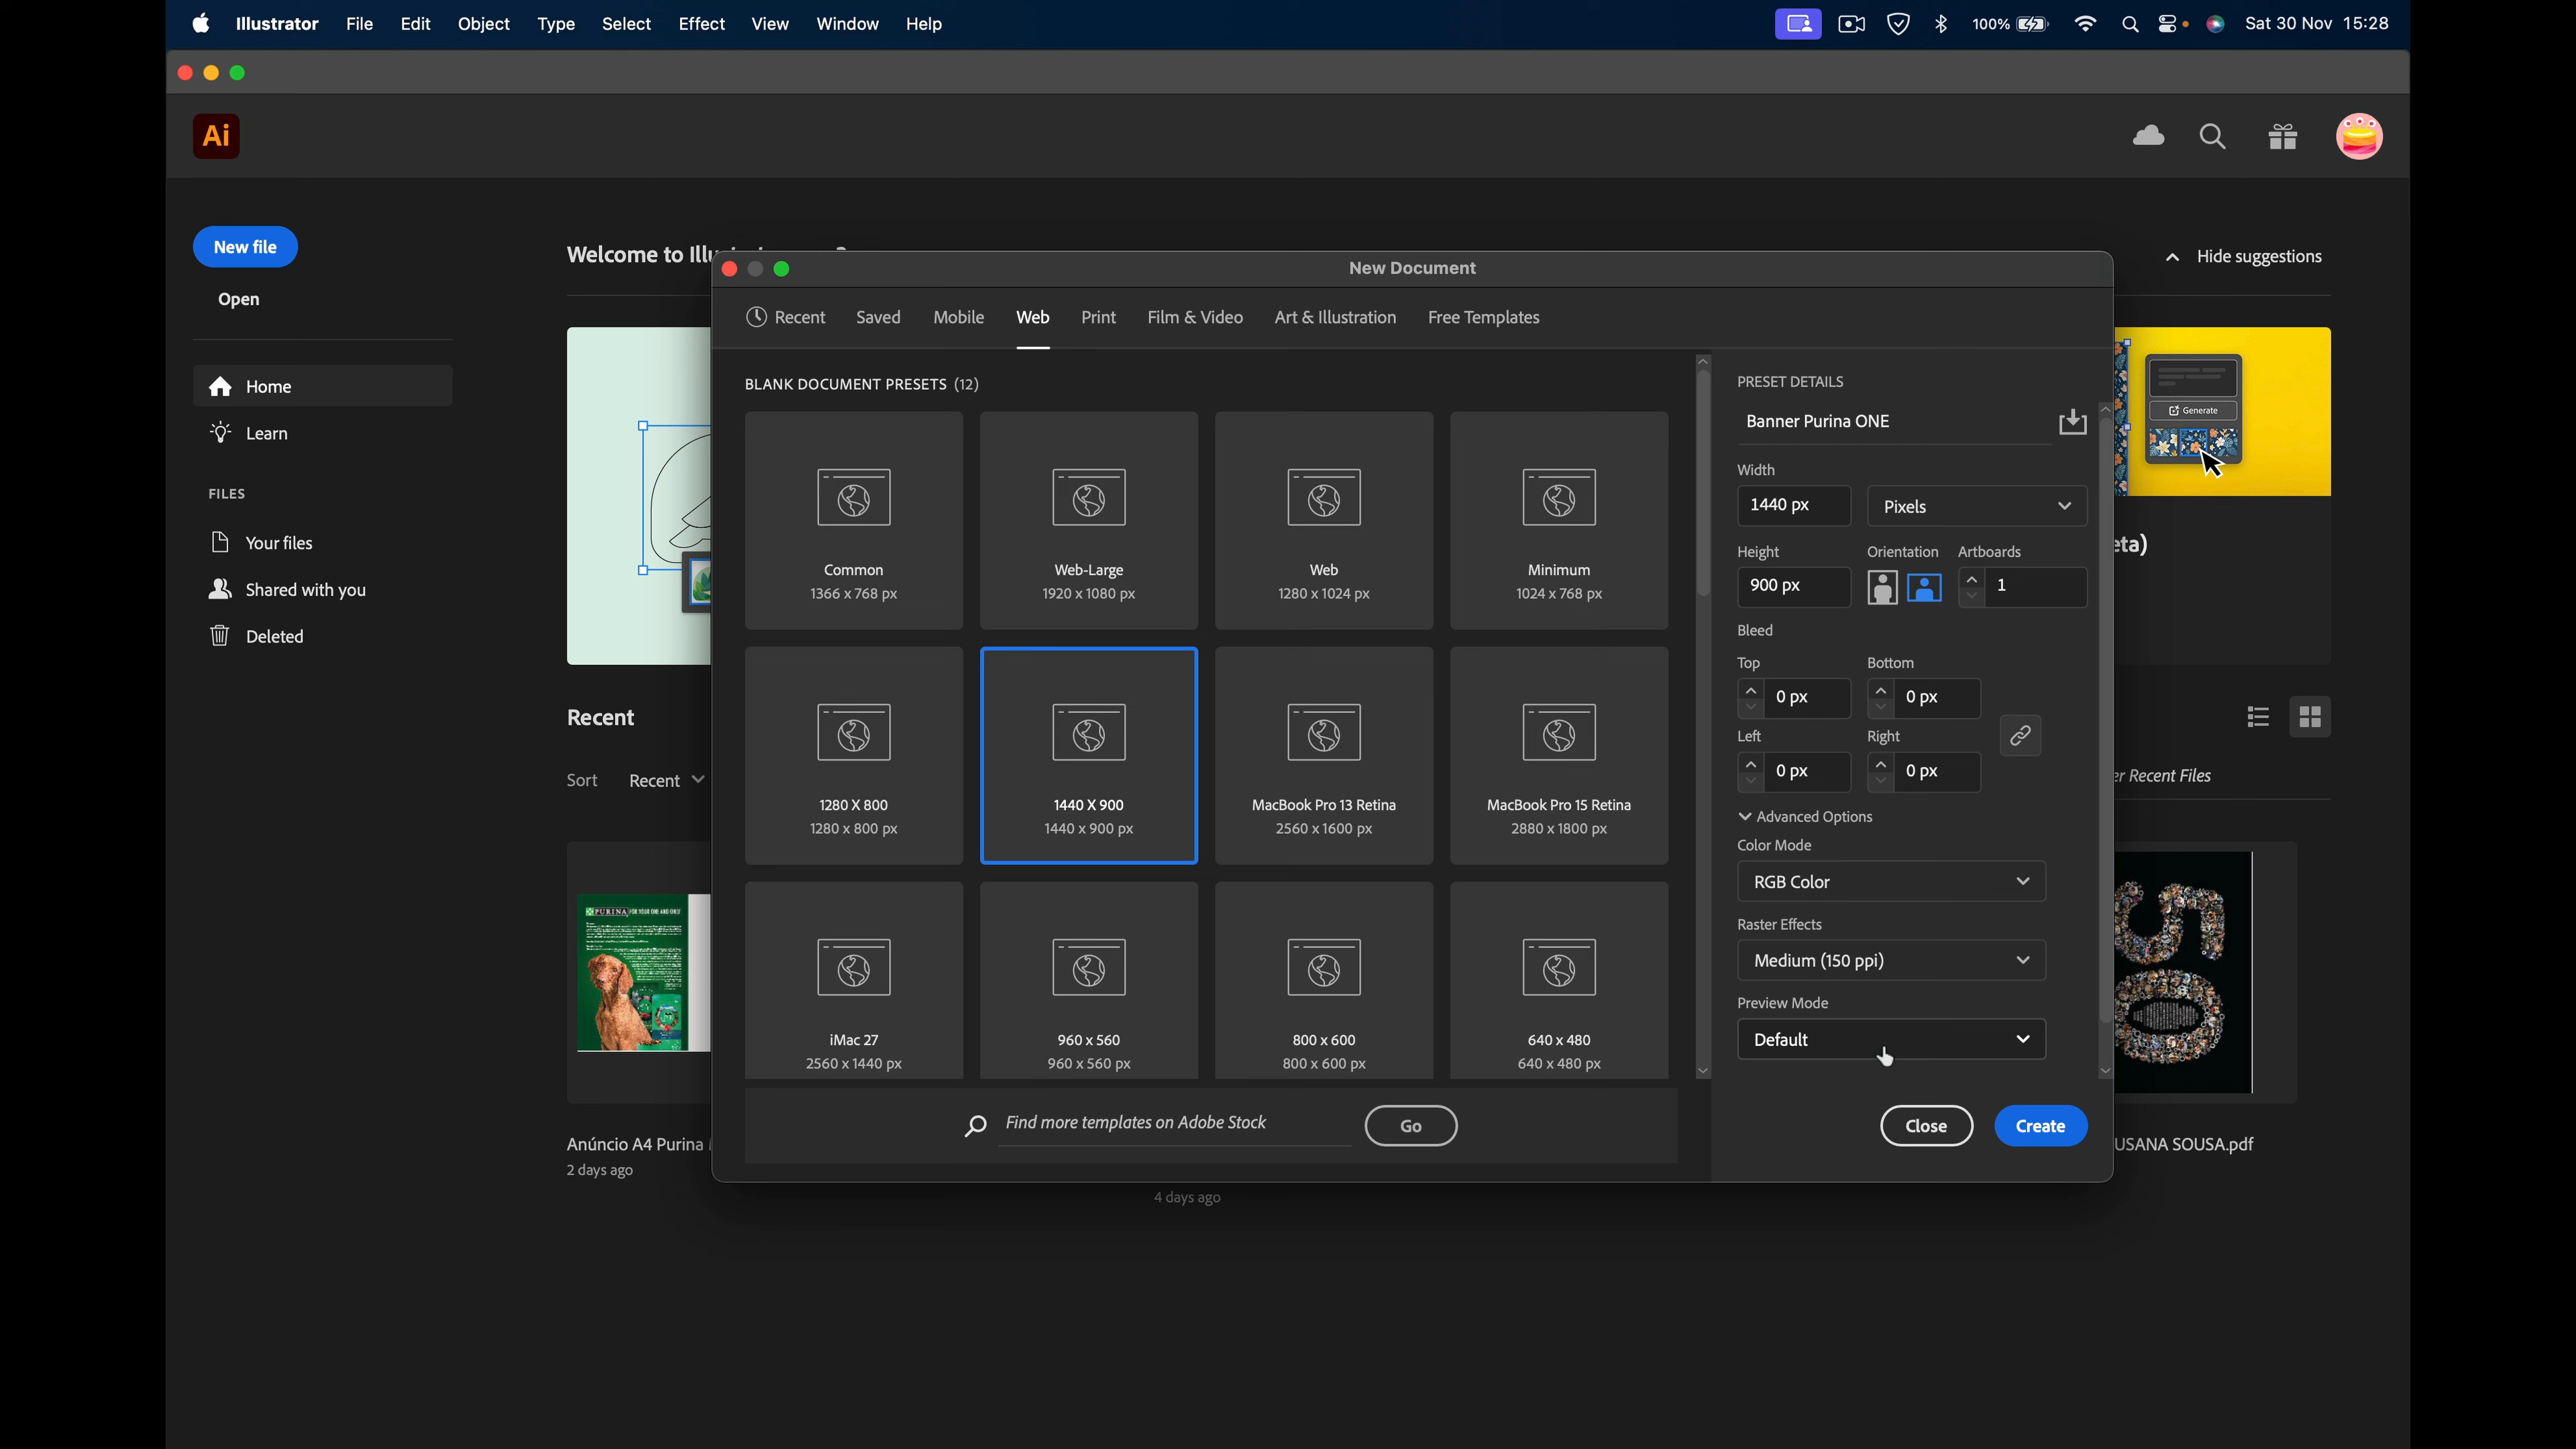 Illustrator File Edit Object Type Select Effect View Window Help
100% Sat 30 Nov 15:28
Ai
New file
Open
Home
Learn
FILES
Your files
Shared with you
Deleted
Welcome to
Hide suggestions
Generate
Recent
Sort Recent
Recent Files
PURINA FOR YOUR ONE AND ONLY
Anúncio A4 Purina
2 days ago
4 days ago
USANA SOUSA.pdf
New Document
Recent Saved Mobile Web Print Film & Video Art & Illustration Free Templates
BLANK DOCUMENT PRESETS (12)
Common
1366 x 768 px
Web-Large
1920 x 1080 px
Web
1280 x 1024 px
Minimum
1024 x 768 px
1280 X 800
1280 x 800 px
1440 X 900
1440 x 900 px
MacBook Pro 13 Retina
2560 x 1600 px
MacBook Pro 15 Retina
2880 x 1800 px
iMac 27
2560 x 1440 px
960 x 560
960 x 560 px
800 x 600
800 x 600 px
640 x 480
640 x 480 px
Find more templates on Adobe Stock Go
PRESET DETAILS
Banner Purina ONE
Width
1440 px Pixels
Height Orientation Artboards
900 px 1
Bleed
Top Bottom
0 px 0 px
Left Right
0 px 0 px
Advanced Options
Color Mode
RGB Color
Raster Effects
Medium (150 ppi)
Preview Mode
Default
Close Create